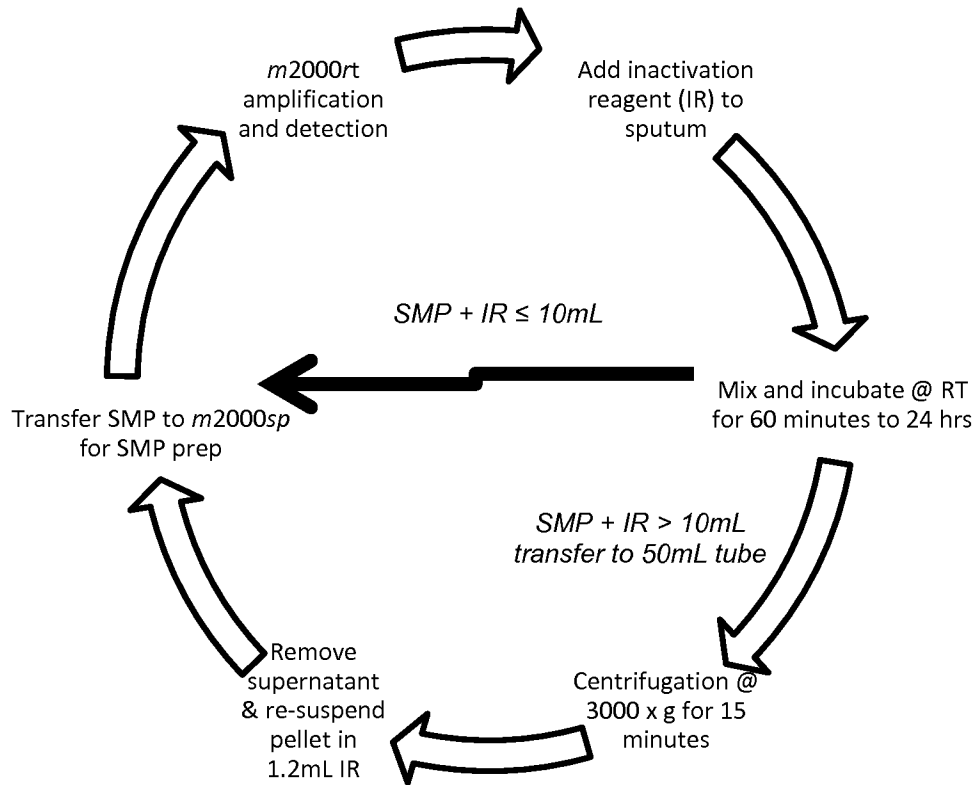 m2000rt
amplification
and detection
Add inactivation
reagent (IR) to
sputum
SMP + IR ≤ 10mL
Mix and incubate @ RT
for 60 minutes to 24 hrs
Transfer SMP to m2000sp
for SMP prep
SMP + IR > 10mL
transfer to 50mL tube
Centrifugation @
3000 x g for 15
minutes
Remove
supernatant
& re-suspend
pellet in
1.2mL IR